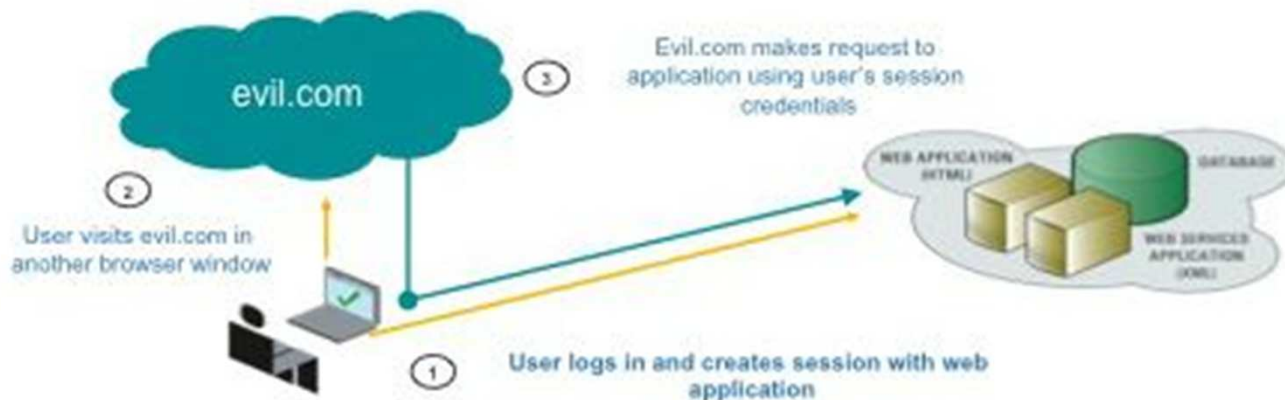 evil.com
3
Evil.com makes request to
application using user's session
credentials
2
User visits evil.com in
another browser window
WEB APPLICATION
(HTML)
DATABASE
WEB SERVICES
APPLICATION
(XML)
1
User logs in and creates session with web
application